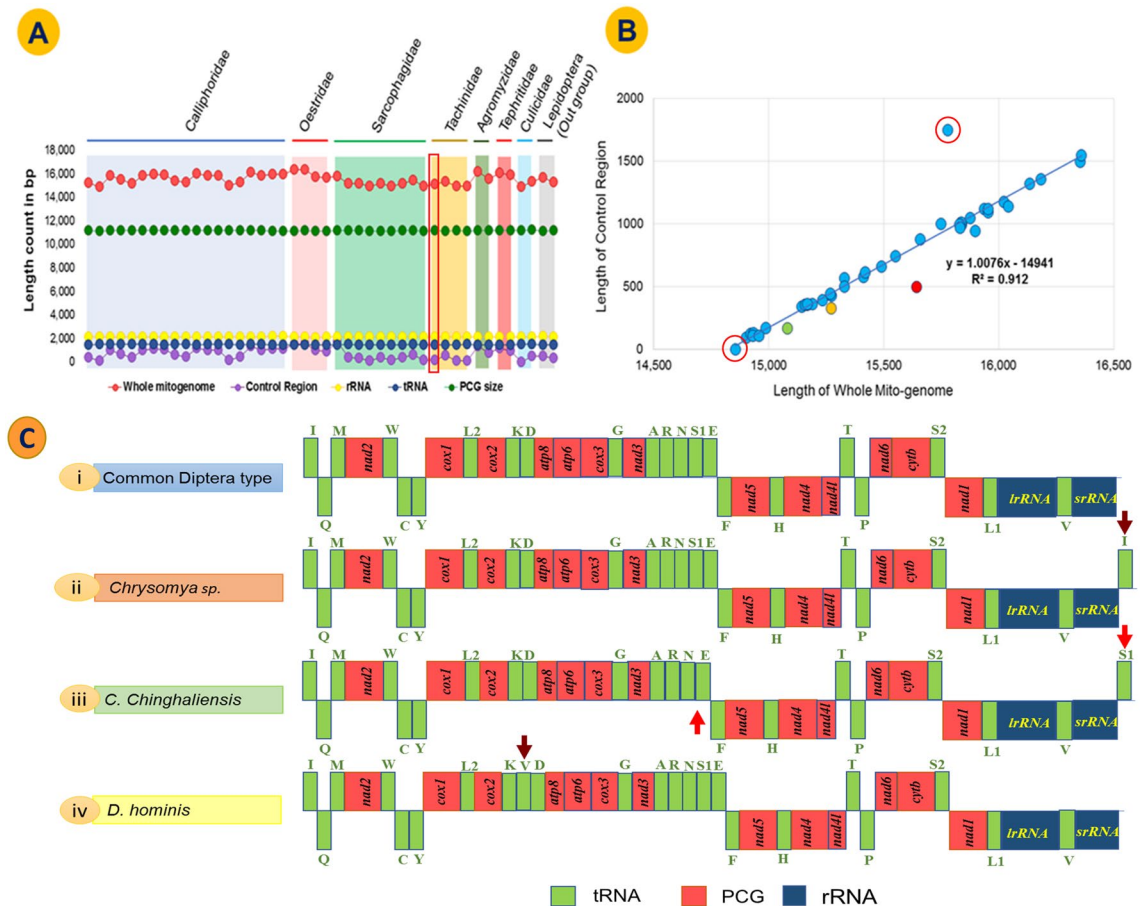 A
Calliphoridae
Oestridae
Sarcophagidae
Tachinidae
Agromyzidae
Tephritidae
Culicidae
Lepidoptera
(Out group)
Length count in bp
18,000
16,000
14,000
12,000
10,000
8,000
6,000
4,000
2,000
0
Whole mitogenome Control Region rRNA tRNA PCG size
B
Length of Control Region
2000
1500
1000
500
0
y = 1.0076x - 14941
R² = 0.912
14,500 15,000 15,500 16,000 16,500
Length of Whole Mito-genome
C
i Common Diptera type
I M W L2 K D G A R N S1 E T S2
nad2 cox1 cox2 atp8 atp6 cox3 nad3 nad6 cytb
nad5 nad4 nad4l nad1 lrRNA srRNA
Q C Y F H P L1 V
ii Chrysomya sp.
I M W L2 K D G A R N S1 E T S2 I
nad2 cox1 cox2 atp8 atp6 cox3 nad3 nad6 cytb
nad5 nad4 nad4l nad1 lrRNA srRNA
Q C Y F H P L1 V
iii C. Chinghaliensis
I M W L2 K D G A R N E T S2 S1
nad2 cox1 cox2 atp8 atp6 cox3 nad3 nad6 cytb
nad5 nad4 nad4l nad1 lrRNA srRNA
Q C Y F H P L1 V
iv D. hominis
I M W L2 K V D G A R N S1 E T S2
nad2 cox1 cox2 atp8 atp6 cox3 nad3 nad6 cytb
nad5 nad4 nad4l nad1 lrRNA srRNA
Q C Y F H P L1 V
tRNA PCG rRNA